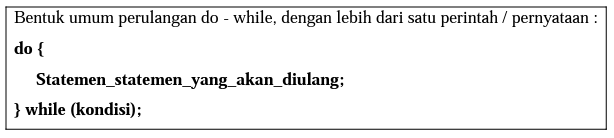 Bentuk umum perulangan do - while, dengan lebih dari satu perintah / pernyataan :
do {
Statemen_statemen_yang_akan_diulang;
} while (kondisi);